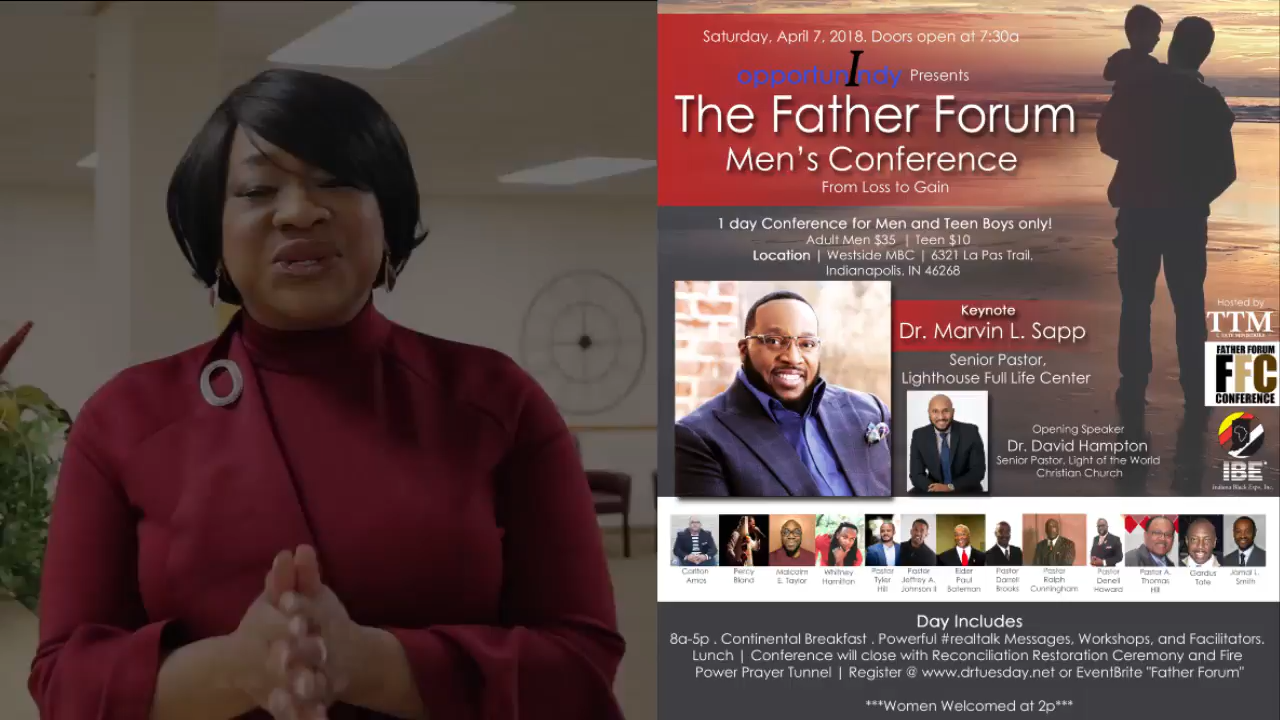 Saturday, April 7, 2018. Doors open at 7:30a
opportunIndy Presents
The Father Forum
Men's Conference
From Loss to Gain
1 day Conference for Men and Teen Boys only!
Adult Men $35 | Teen $10
Location | Westside MBC | 6321 La Pas Trail,
Indianapolis, IN 46268
Keynote
Dr. Marvin L. Sapp
Senior Pastor,
Lighthouse Full Life Center
Opening Speaker
Dr. David Hampton
Senior Pastor, Light of the World
Christian Church
Hosted by
TTM
T. TATE MINISTRIES
FATHER FORUM
FFC
CONFERENCE
IBE
Indiana Black Expo, Inc.
Carlton
Amos
Percy
Bland
Malcolm
S. Taylor
Whitney
Hamilton
Pastor
Tyler
Hill
Pastor
Jeffrey A.
Johnson II
Elder
Paul
Bateman
Pastor
Darrell
Brooks
Pastor
Ralph
Cunningham
Pastor
Denell
Howard
Pastor A.
Thomas
Hill
Gardus
Tate
Jamal L.
Smith
Day Includes
8a-5p . Continental Breakfast . Powerful #realtalk Messages, Workshops, and Facilitators.
Lunch | Conference will close with Reconciliation Restoration Ceremony and Fire
Power Prayer Tunnel | Register @ www.drtuesday.net or EventBrite "Father Forum"
***Women Welcomed at 2p***